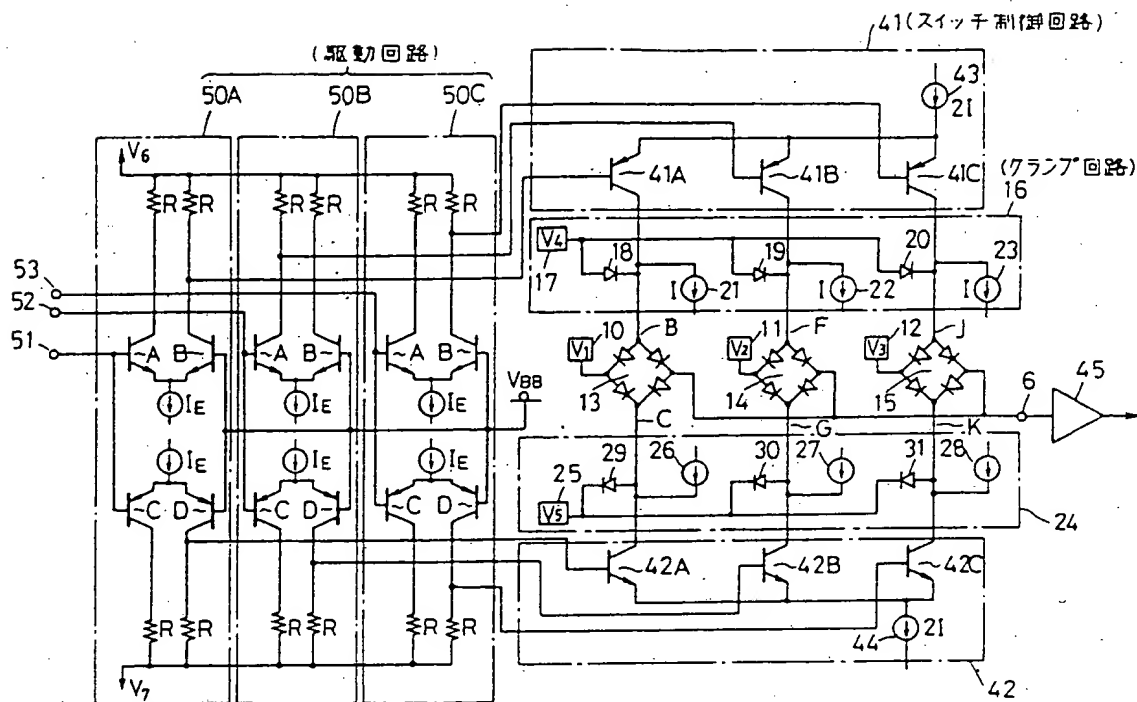 41(スイッチ制御回路)
(駆動回路)
50A 50B 50C
43
2I
V6
R R R R R R
41A 41B 41C
(クランプ回路)
16
V4
17
18 19 20
I 21 I 22 I 23
53
52
51
A B A B A B
IE IE IE
VBB
10 B 11 F 12 J
V1 V2 V3
13 14 15
6 45
C G K
IE IE IE
25 29 26 30 27 31 28
V5
24
C D C D C D
42A 42B 42C
R R R R R R
44 2I
V7
42